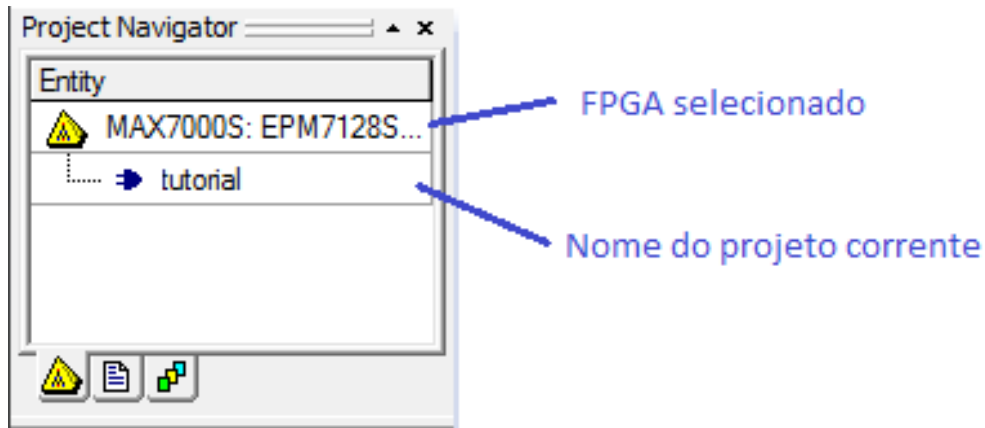 Project Navigator
Entity
MAX7000S: EPM7128S...
FPGA selecionado
tutorial
Nome do projeto corrente